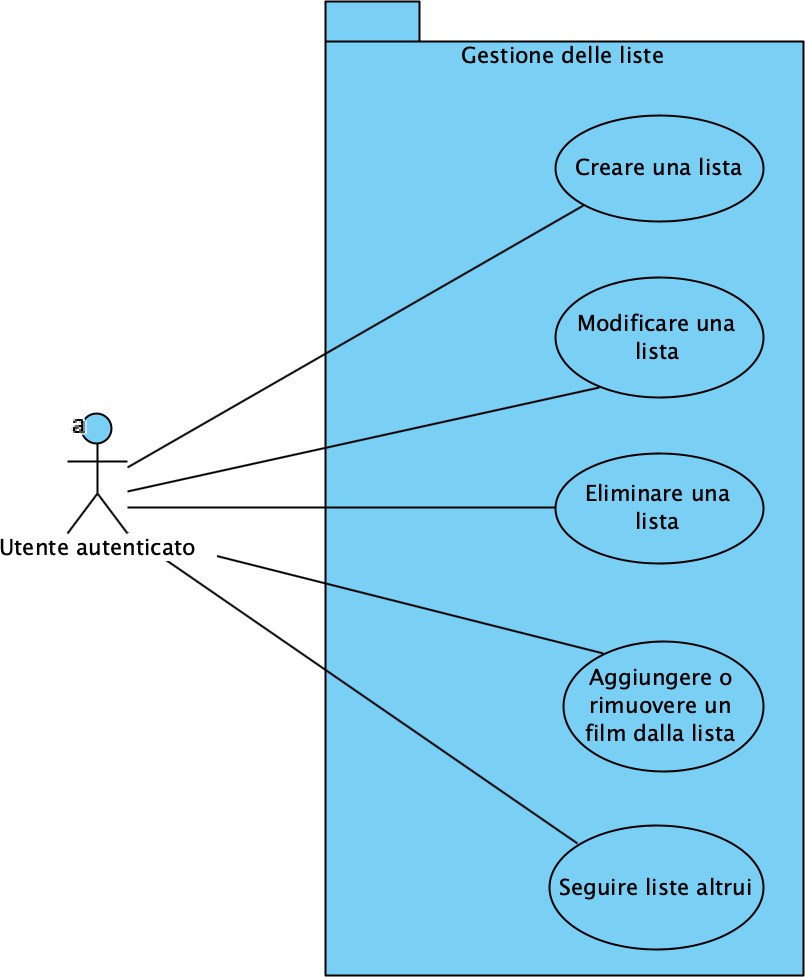 Gestione delle liste
Creare una lista
Modificare una
lista
a
Eliminare una
lista
Utente autenticato
Aggiungere o
rimuovere un
film dalla lista
Seguire liste altrui